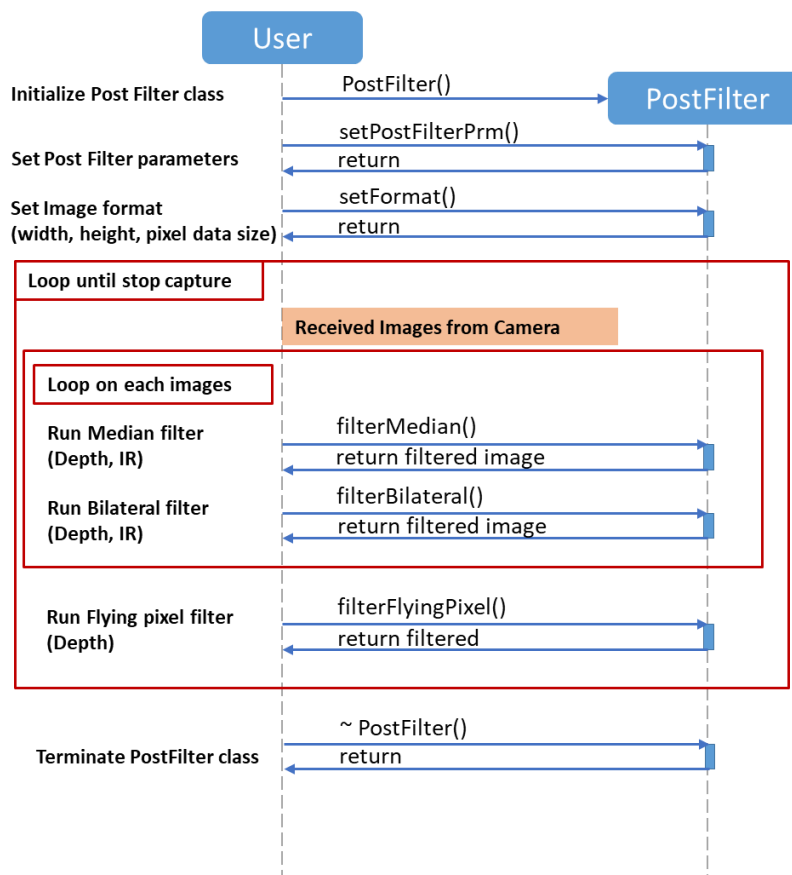 User
Initialize Post Filter class
PostFilter()
PostFilter
setPostFilterPrm()
Set Post Filter parameters
return
Set Image format
(width, height, pixel data size)
setFormat()
return
Loop until stop capture
Received Images from Camera
Loop on each images
Run Median filter
(Depth, IR)
filterMedian()
return filtered image
Run Bilateral filter
(Depth, IR)
filterBilateral()
return filtered image
Run Flying pixel filter
(Depth)
filterFlyingPixel()
return filtered
~ PostFilter()
Terminate PostFilter class
return